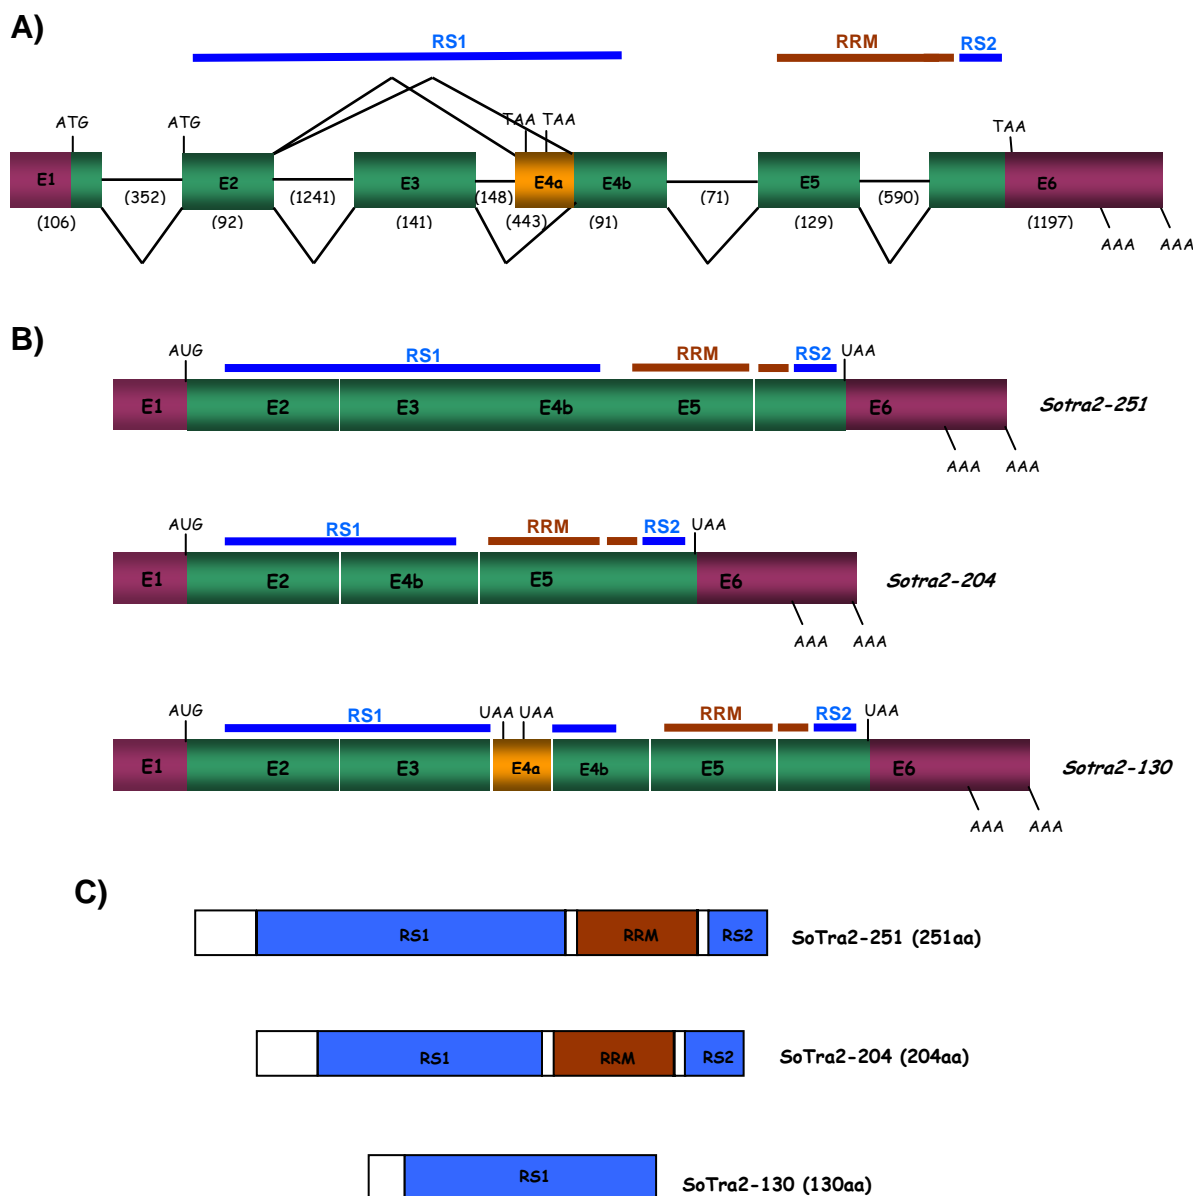 A)
RS1 RRM RS2
ATG ATG TAA TAA TAA
E1 E2 E3 E4a E4b E5 E6
(352) (1241) (148) (71) (590)
(106) (92) (141) (443) (91) (129) (1197)
AAA AAA
B)
AUG RS1 RRM RS2 UAA
E1 E2 E3 E4b E5 E6 Sotra2-251
AAA AAA
AUG RS1 RRM RS2 UAA
E1 E2 E4b E5 E6 Sotra2-204
AAA AAA
AUG RS1 UAA UAA RRM RS2 UAA
E1 E2 E3 E4a E4b E5 E6 Sotra2-130
AAA AAA
C)
RS1 RRM RS2 SoTra2-251 (251aa)
RS1 RRM RS2 SoTra2-204 (204aa)
RS1 SoTra2-130 (130aa)